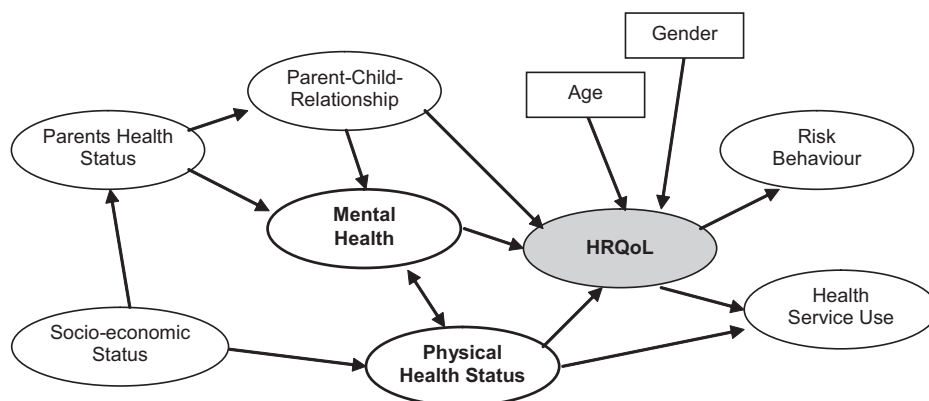 Gender
Parent-Child-
Relationship
Age
Parents Health
Status
Risk
Behaviour
Mental
Health
HRQoL
Health
Service Use
Socio-economic
Status
Physical
Health Status